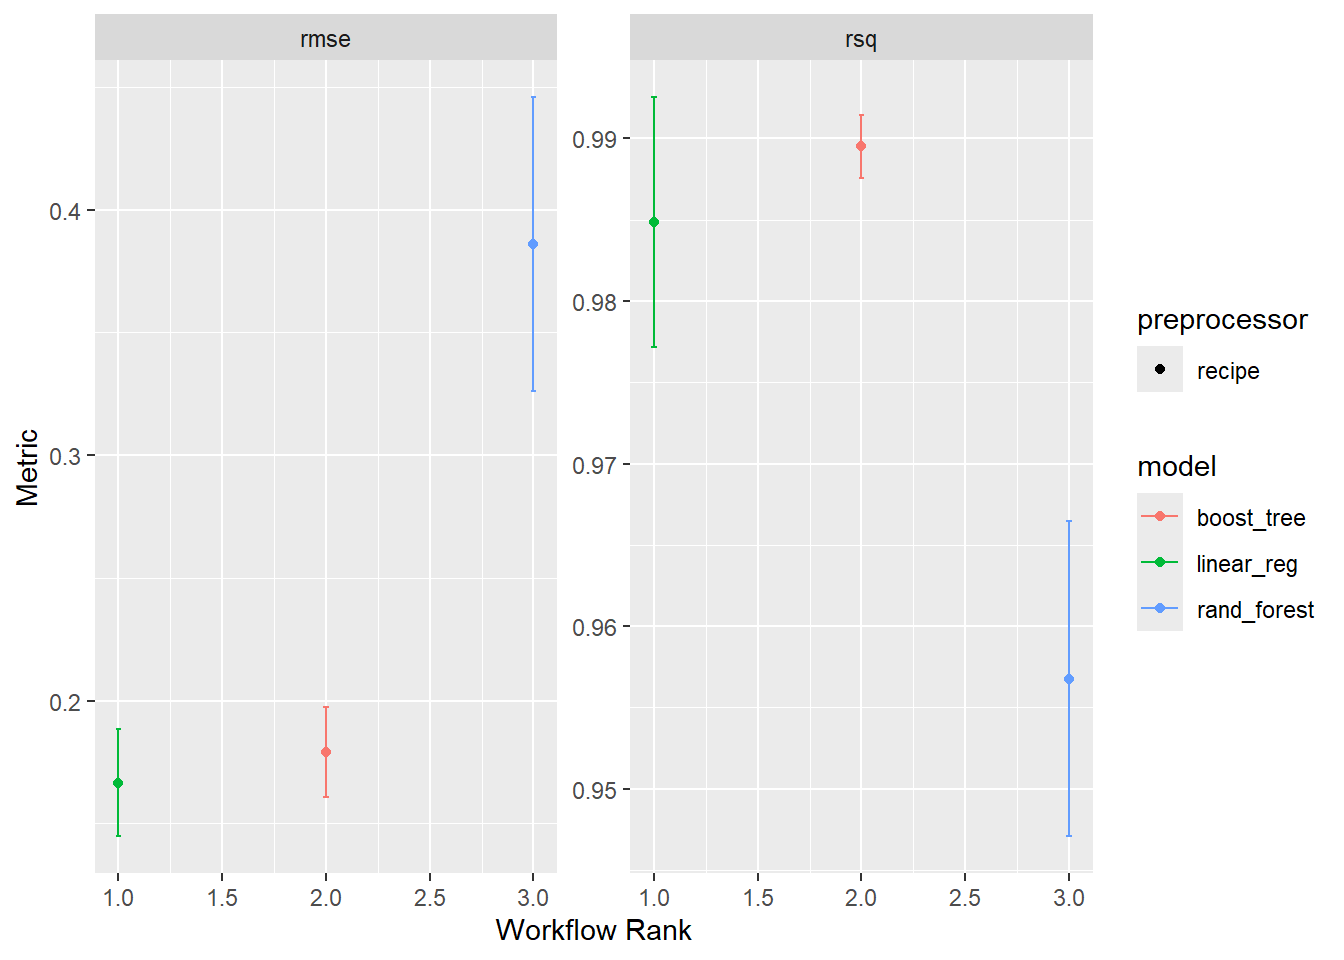 rmse
rsq
Metric
0.4
0.3
0.2
0.99
0.98
0.97
0.96
0.95
1.0 1.5 2.0 2.5 3.0
1.0 1.5 2.0 2.5 3.0
Workflow Rank
preprocessor
recipe
model
boost_tree
linear_reg
rand_forest